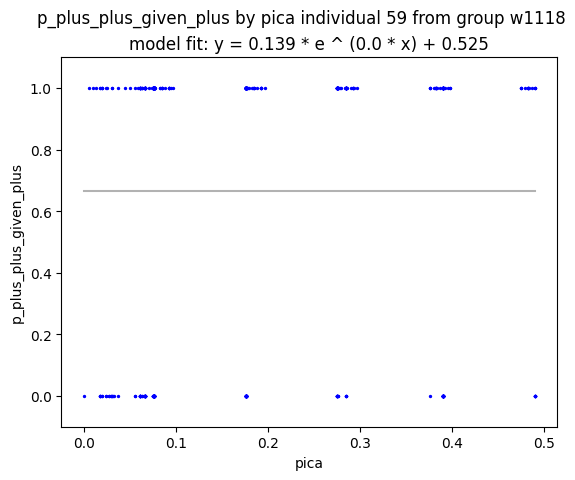 p_plus_plus_given_plus by pica individual 59 from group w1118
model fit: y = 0.139 * e ^ (0.0 * x) + 0.525
1.0
0.8
0.6
0.4
0.2
0.0
p_plus_plus_given_plus
0.0 0.1 0.2 0.3 0.4 0.5
pica